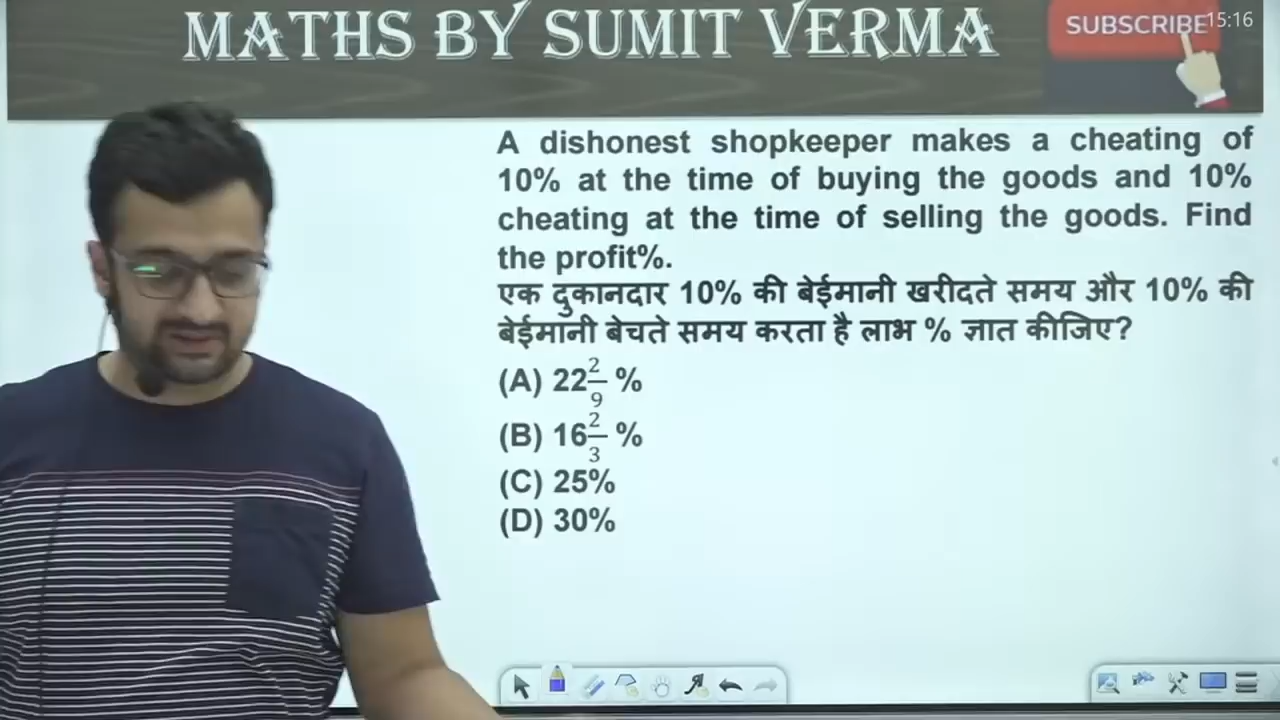 MATHS BY SUMIT VERMA
SUBSCRIBE
15:16
A dishonest shopkeeper makes a cheating of
10% at the time of buying the goods and 10%
cheating at the time of selling the goods. Find
the profit%.
एक दुकानदार 10% की बेईमानी खरीदते समय और 10% की
बेईमानी बेचते समय करता है लाभ % ज्ञात कीजिए?
(A) 22 2/9 %
(B) 16 2/3 %
(C) 25%
(D) 30%